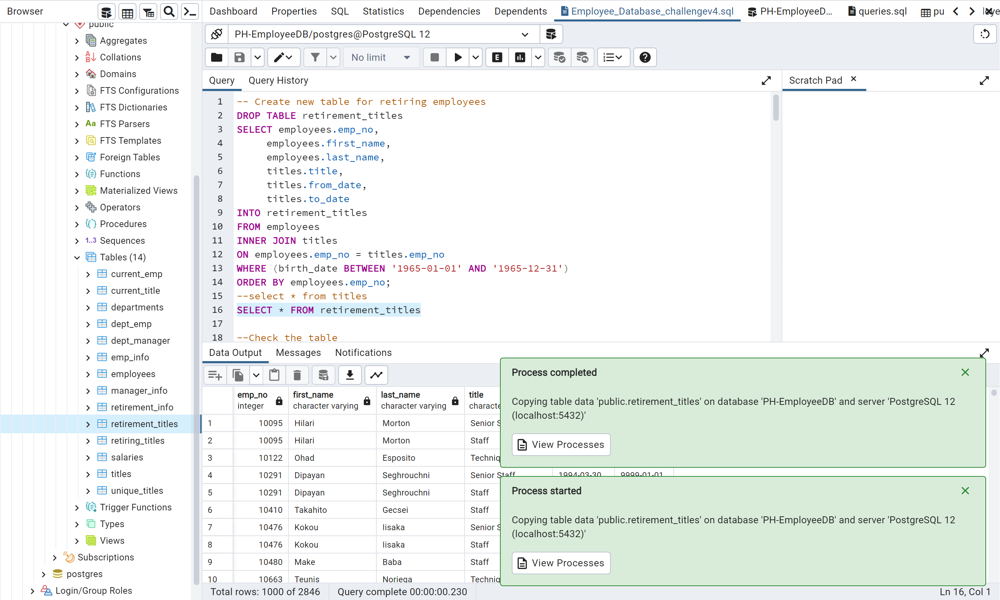 Browser
Dashboard Properties SQL Statistics Dependencies Dependents Employee_Database_challengev4.sql PH-EmployeeD... queries.sql pu
public
Aggregates
Collations
Domains
FTS Configurations
FTS Dictionaries
Aa FTS Parsers
FTS Templates
Foreign Tables
Functions
Materialized Views
Operators
Procedures
1..3 Sequences
Tables (14)
current_emp
current_title
departments
dept_emp
dept_manager
emp_info
employees
manager_info
retirement_info
retirement_titles
retiring_titles
salaries
titles
unique_titles
Trigger Functions
Types
Views
Subscriptions
postgres
Login/Group Roles
PH-EmployeeDB/postgres@PostgreSQL 12
No limit
E
Query Query History
Scratch Pad
1 -- Create new table for retiring employees
2 DROP TABLE retirement_titles
3 SELECT employees.emp_no,
4 employees.first_name,
5 employees.last_name,
6 titles.title,
7 titles.from_date,
8 titles.to_date
9 INTO retirement_titles
10 FROM employees
11 INNER JOIN titles
12 ON employees.emp_no = titles.emp_no
13 WHERE (birth_date BETWEEN '1965-01-01' AND '1965-12-31')
14 ORDER BY employees.emp_no;
15 --select * from titles
16 SELECT * FROM retirement_titles
17
18 --Check the table
Data Output Messages Notifications
emp_no first_name last_name title
integer character varying character varying characte
1 10095 Hilari Morton Senior S
2 10095 Hilari Morton Staff
3 10122 Ohad Esposito Techniq
4 10291 Dipayan Seghrouchni Senior Staff 1994-03-30 9999-01-01
5 10291 Dipayan Seghrouchni Staff
6 10410 Takahito Gecsei Staff
7 10476 Kokou Iisaka Senior S
8 10476 Kokou Iisaka Staff
9 10480 Make Baba Staff
10 10663 Teunis Noriega Techniq
Process completed
Copying table data 'public.retirement_titles' on database 'PH-EmployeeDB' and server 'PostgreSQL 12
(localhost:5432)'
View Processes
Process started
Copying table data 'public.retirement_titles' on database 'PH-EmployeeDB' and server 'PostgreSQL 12
(localhost:5432)'
View Processes
Total rows: 1000 of 2846 Query complete 00:00:00.230 Ln 16, Col 1